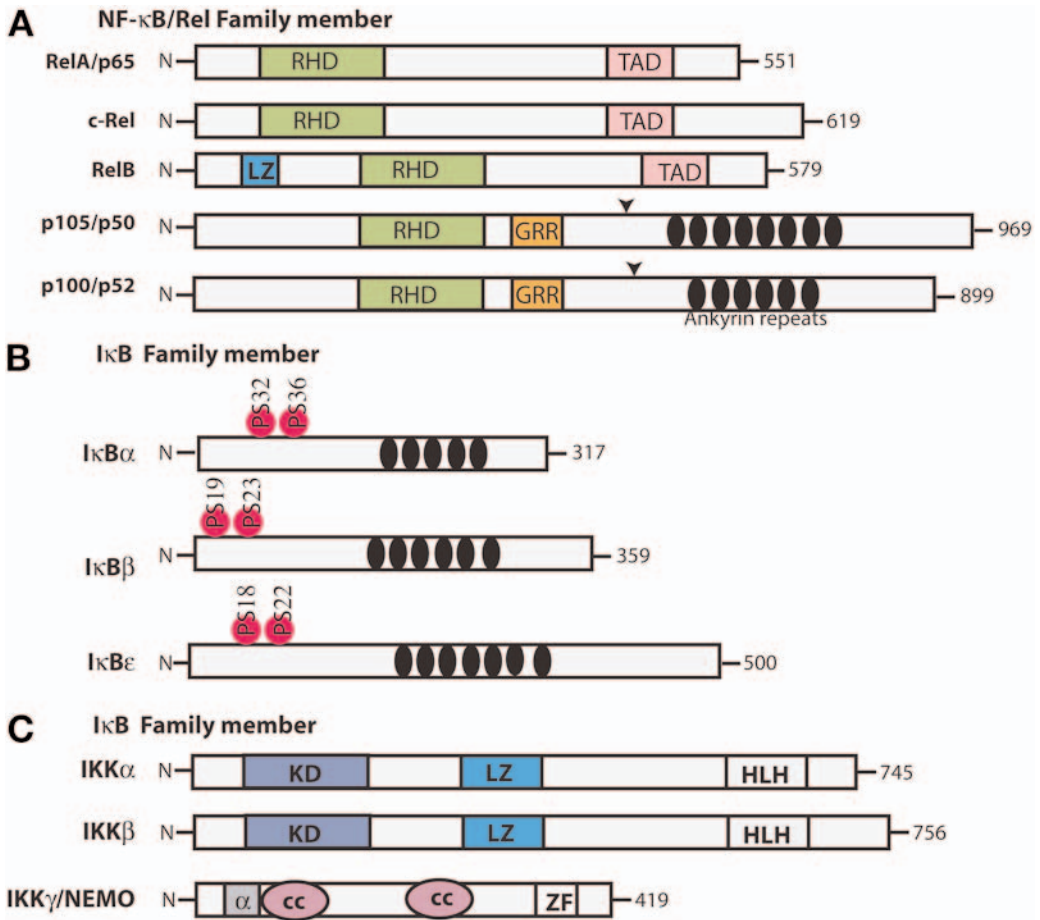 A
NF-κB/Rel Family member
RelA/p65 N RHD TAD 551
c-Rel N RHD TAD 619
RelB N LZ RHD TAD 579
p105/p50 N RHD GRR 969
p100/p52 N RHD GRR 899
Ankyrin repeats
B
IκB Family member
PS32 PS36
IκBα N 317
PS19 PS23
IκBβ N 359
PS18 PS22
IκBε N 500
C
IκB Family member
IKKα N KD LZ HLH 745
IKKβ N KD LZ HLH 756
IKKγ/NEMO N α cc cc ZF 419